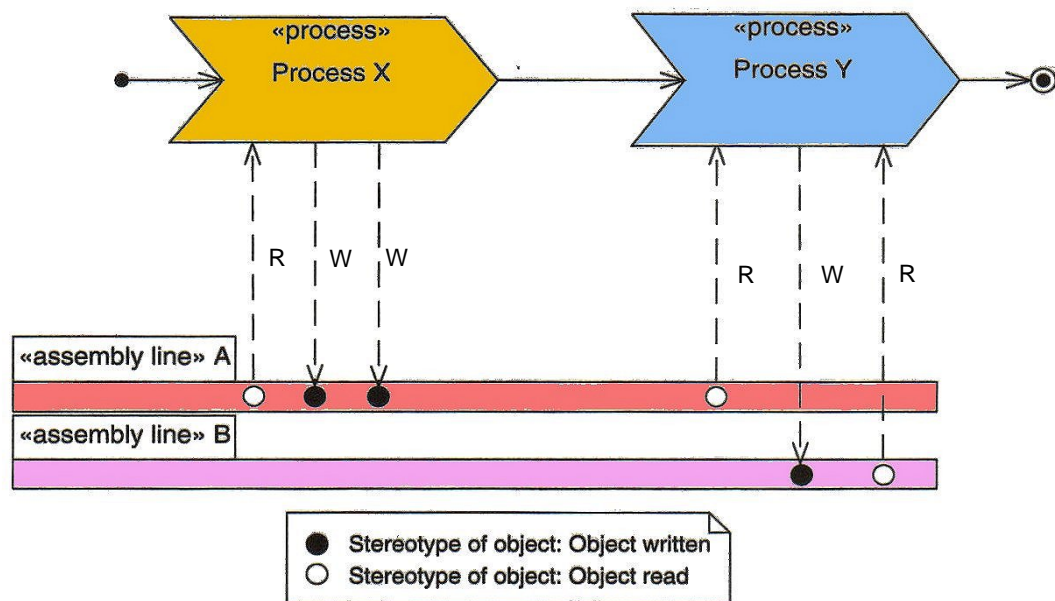 «process»
Process X
«process»
Process Y
R
W
W
R
W
R
«assembly line» A
«assembly line» B
Stereotype of object: Object written
Stereotype of object: Object read